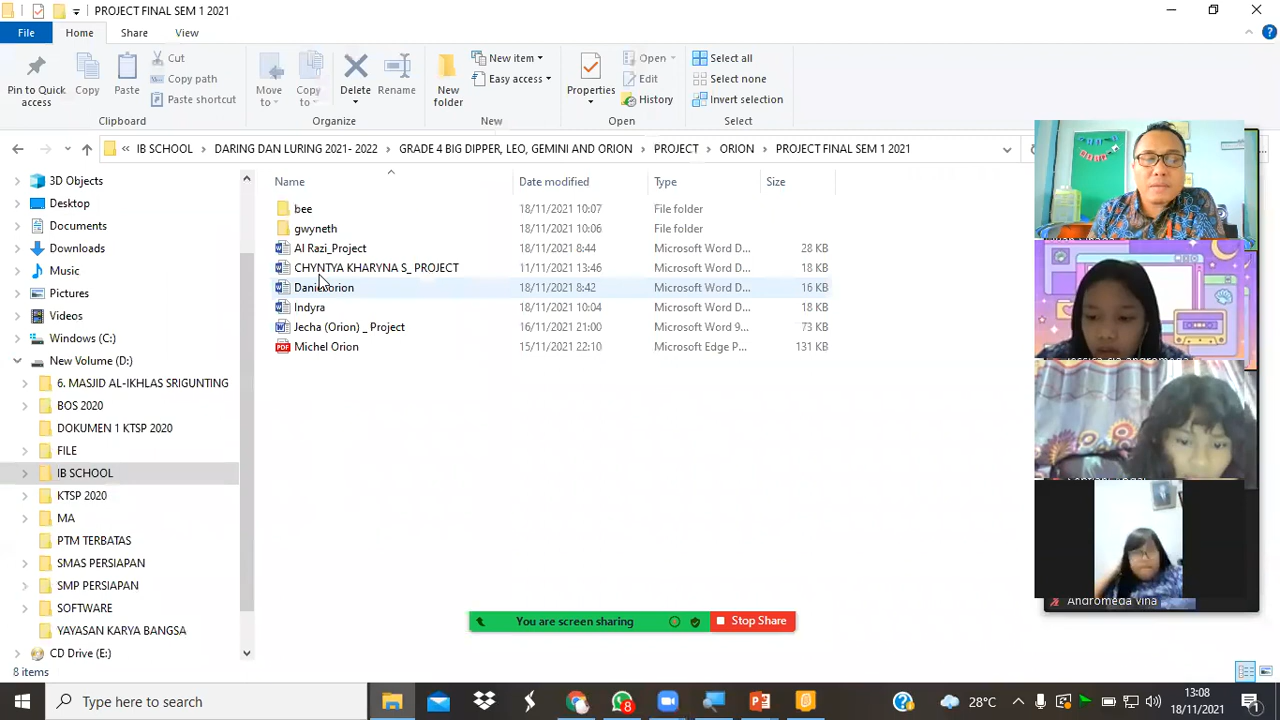 PROJECT FINAL SEM 1 2021
File Home Share View
Pin to Quick access
Copy
Paste
Cut
Copy path
Paste shortcut
Move to
Copy to
Delete
Rename
New folder
New item
Easy access
Properties
Open
Edit
History
Select all
Select none
Invert selection
Clipboard Organize New Open Select
IB SCHOOL DARING DAN LURING 2021- 2022 GRADE 4 BIG DIPPER, LEO, GEMINI AND ORION PROJECT ORION PROJECT FINAL SEM 1 2021
3D Objects
Desktop
Documents
Downloads
Music
Pictures
Videos
Windows (C:)
New Volume (D:)
6. MASJID AL-IKHLAS SRIGUNTING
BOS 2020
DOKUMEN 1 KTSP 2020
FILE
IB SCHOOL
KTSP 2020
MA
PTM TERBATAS
SMAS PERSIAPAN
SMP PERSIAPAN
SOFTWARE
YAYASAN KARYA BANGSA
CD Drive (E:)
Name Date modified Type Size
bee 18/11/2021 10:07 File folder
gwyneth 18/11/2021 10:06 File folder
Al Razi_Project 18/11/2021 8:44 Microsoft Word D... 28 KB
CHYNTYA KHARYNA S_ PROJECT 11/11/2021 13:46 Microsoft Word D... 18 KB
18/11/2021 8:42 Microsoft Word D... 16 KB
Indyra 18/11/2021 10:04 Microsoft Word D... 18 KB
Jecha (Orion) _ Project 16/11/2021 21:00 Microsoft Word 9... 73 KB
Michel Orion 15/11/2021 22:10 Microsoft Edge P... 131 KB
Andromeda Vina
You are screen sharing Stop Share
8 items
Type here to search
8
28°C
13:08
18/11/2021
1